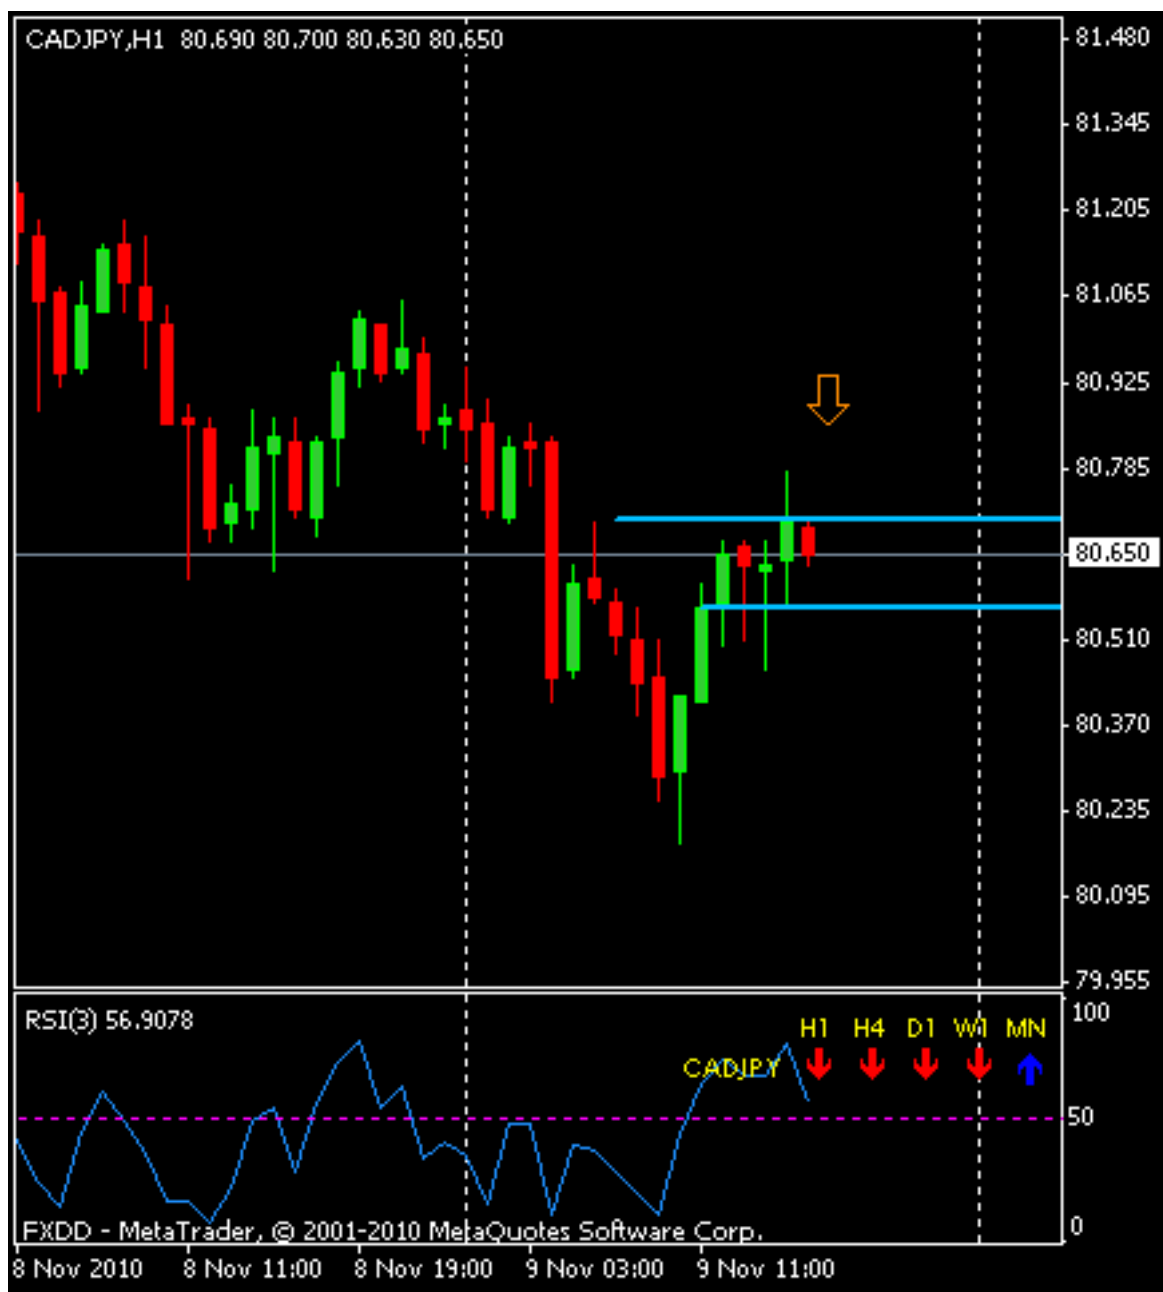 CADJPY,H1 80.690 80.700 80.630 80.650
81.480
81.345
81.205
81.065
80.925
80.785
80.650
80.510
80.370
80.235
80.095
79.955
RSI(3) 56.9078
100
H1 H4 D1 W1 MN
CADJPY
50
FXDD - MetaTrader, © 2001-2010 MetaQuotes Software Corp.
0
8 Nov 2010 8 Nov 11:00 8 Nov 19:00 9 Nov 03:00 9 Nov 11:00